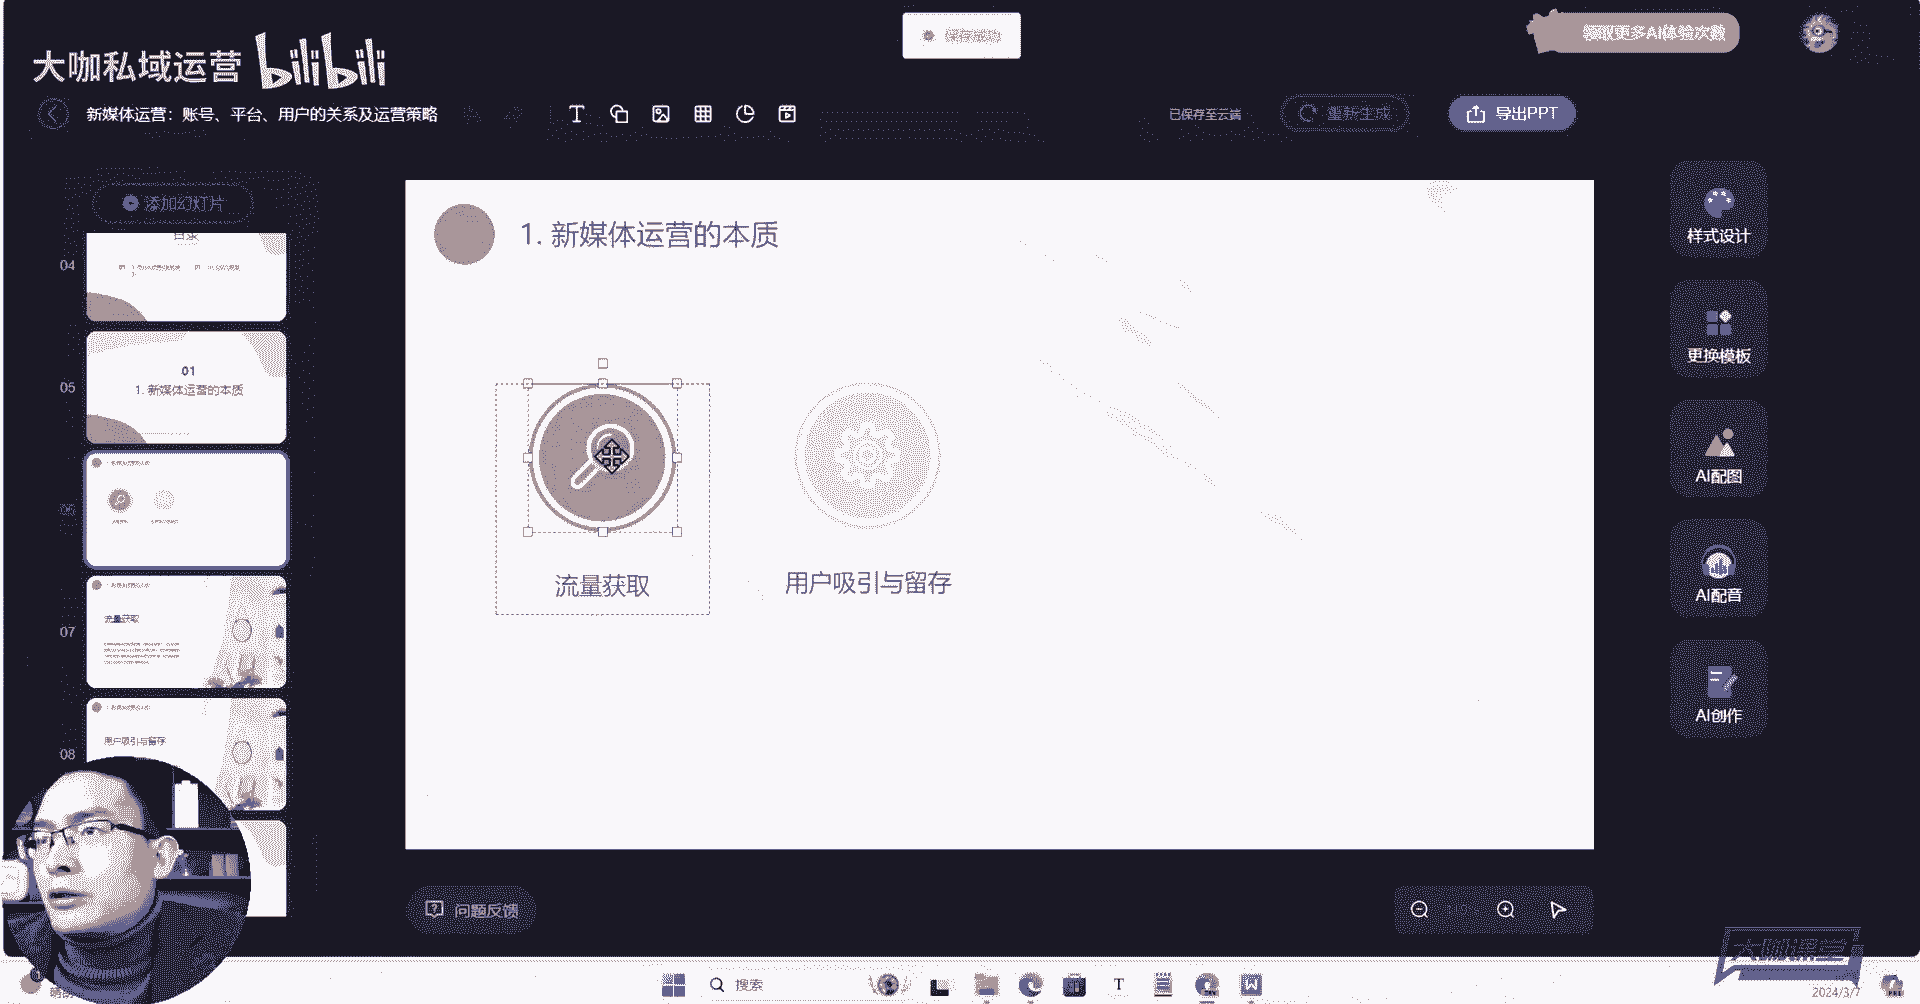 大咖私域运营 bilibili
保存成功
领取更多AI体验次数
新媒体运营：账号、平台、用户的关系及运营策略
已保存至云端
重新生成
导出PPT
添加幻灯片
04
目录
05
01
1. 新媒体运营的本质
06
07
流量获取
08
用户吸引与留存
1. 新媒体运营的本质
流量获取
用户吸引与留存
样式设计
更换模板
AI配图
AI配音
AI创作
问题反馈
大咖课堂
搜索
2024/3/7